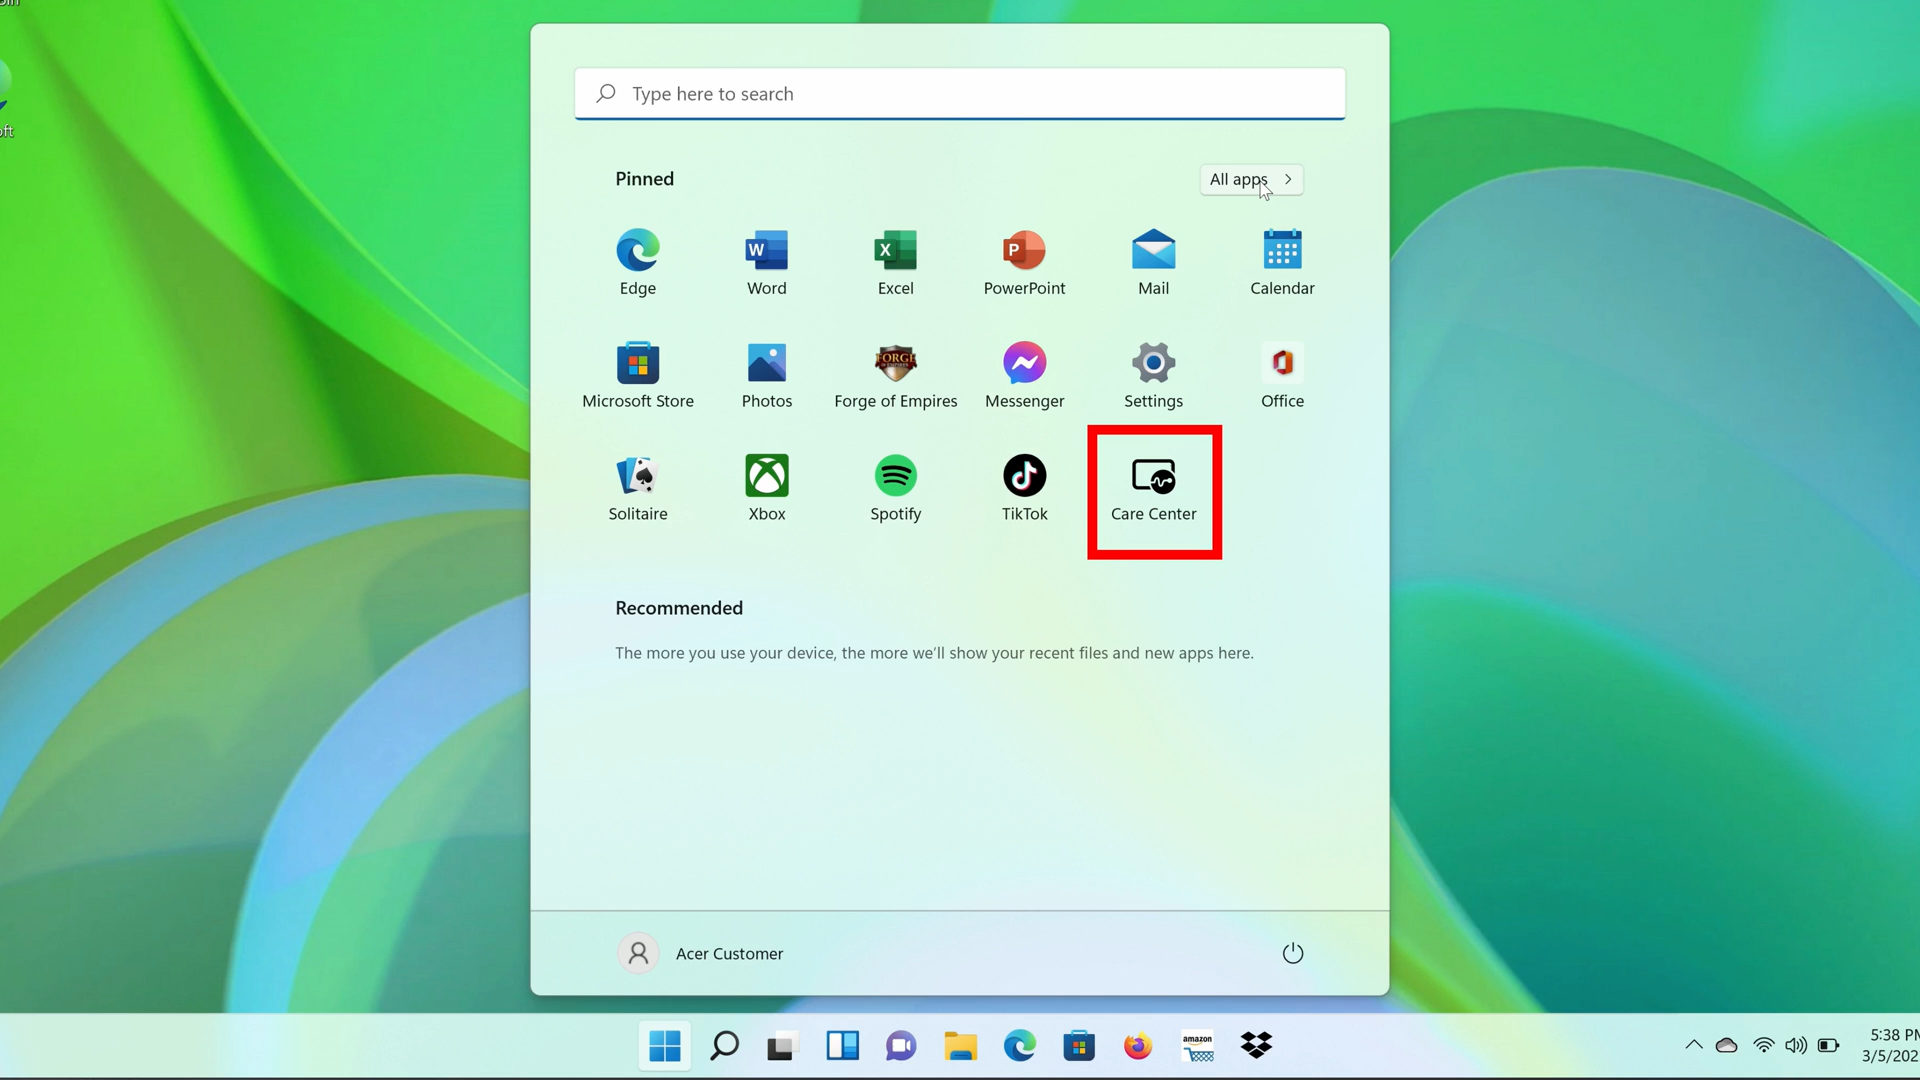 Type here to search
Pinned
All apps
Edge
Word
Excel
PowerPoint
Mail
Calendar
Microsoft Store
Photos
Forge of Empires
Messenger
Settings
Office
Solitaire
Xbox
Spotify
TikTok
Care Center
Recommended
The more you use your device, the more we'll show your recent files and new apps here.
Acer Customer
amazon
5:38 PM
3/5/202